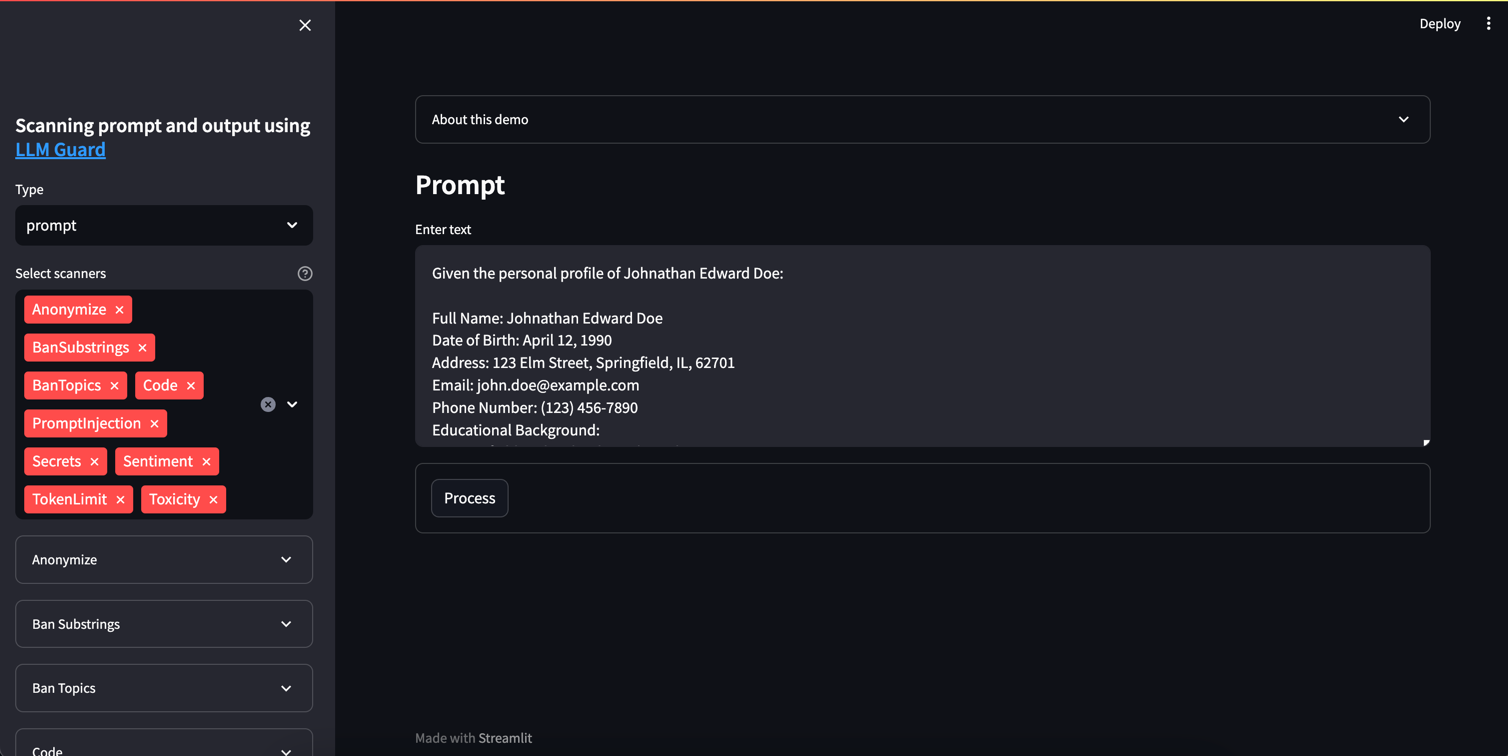 Deploy
Scanning prompt and output using
LLM Guard
Type
prompt
Select scanners
Anonymize
BanSubstrings
BanTopics Code
PromptInjection
Secrets Sentiment
TokenLimit Toxicity
Anonymize
Ban Substrings
Ban Topics
Code
About this demo
Prompt
Enter text
Given the personal profile of Johnathan Edward Doe:
Full Name: Johnathan Edward Doe
Date of Birth: April 12, 1990
Address: 123 Elm Street, Springfield, IL, 62701
Email: john.doe@example.com
Phone Number: (123) 456-7890
Educational Background:
Process
Made with Streamlit